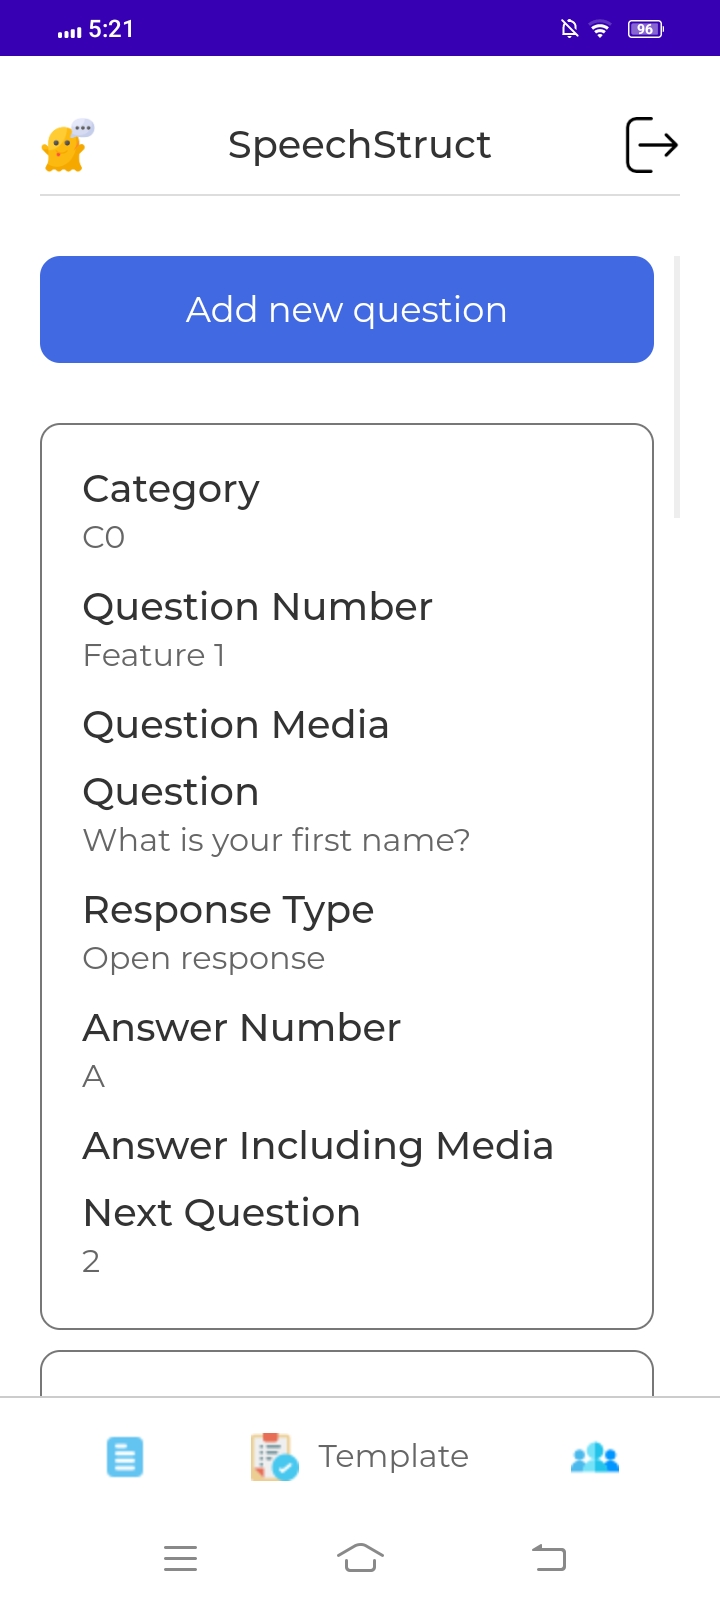 5:21
96
SpeechStruct
Add new question
Category
C0
Question Number
Feature 1
Question Media
Question
What is your first name?
Response Type
Open response
Answer Number
A
Answer Including Media
Next Question
2
Template